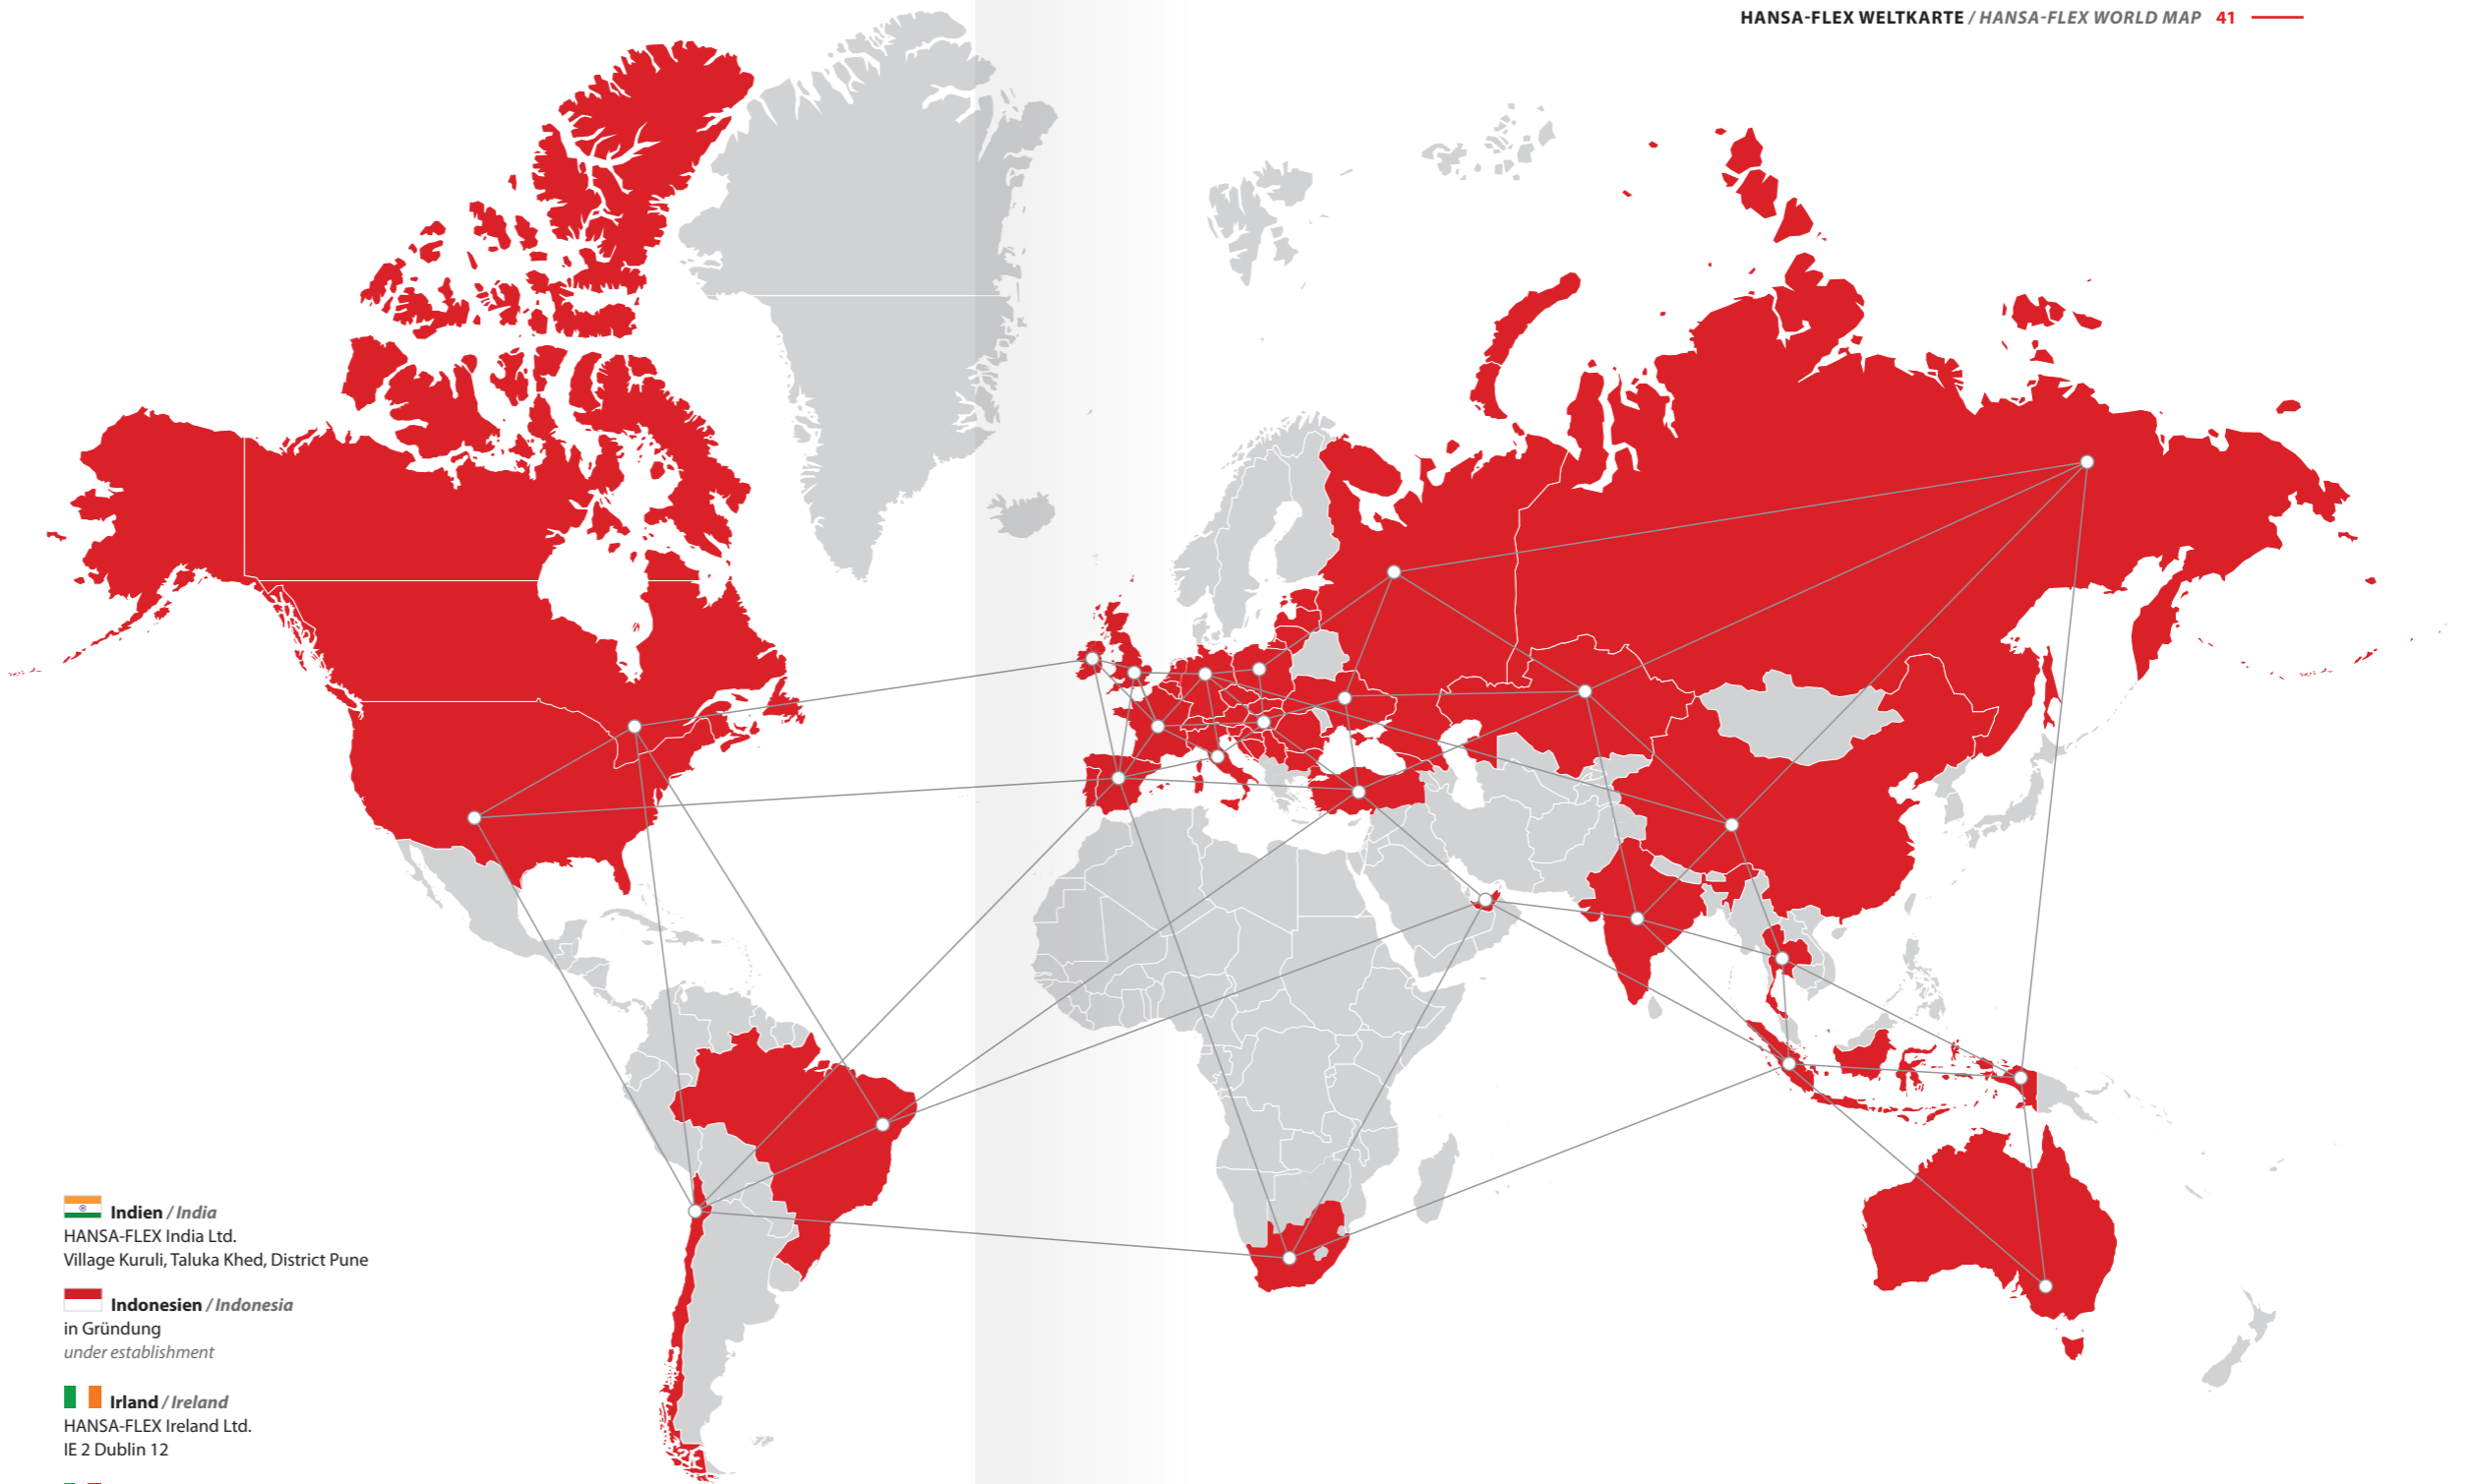 HANSA-FLEX WELTKARTE / HANSA-FLEX WORLD MAP 41
Indien / India
HANSA-FLEX India Ltd.
Village Kuruli, Taluka Khed, District Pune
Indonesien / Indonesia
in Gründung
under establishment
Irland / Ireland
HANSA-FLEX Ireland Ltd.
IE 2 Dublin 12